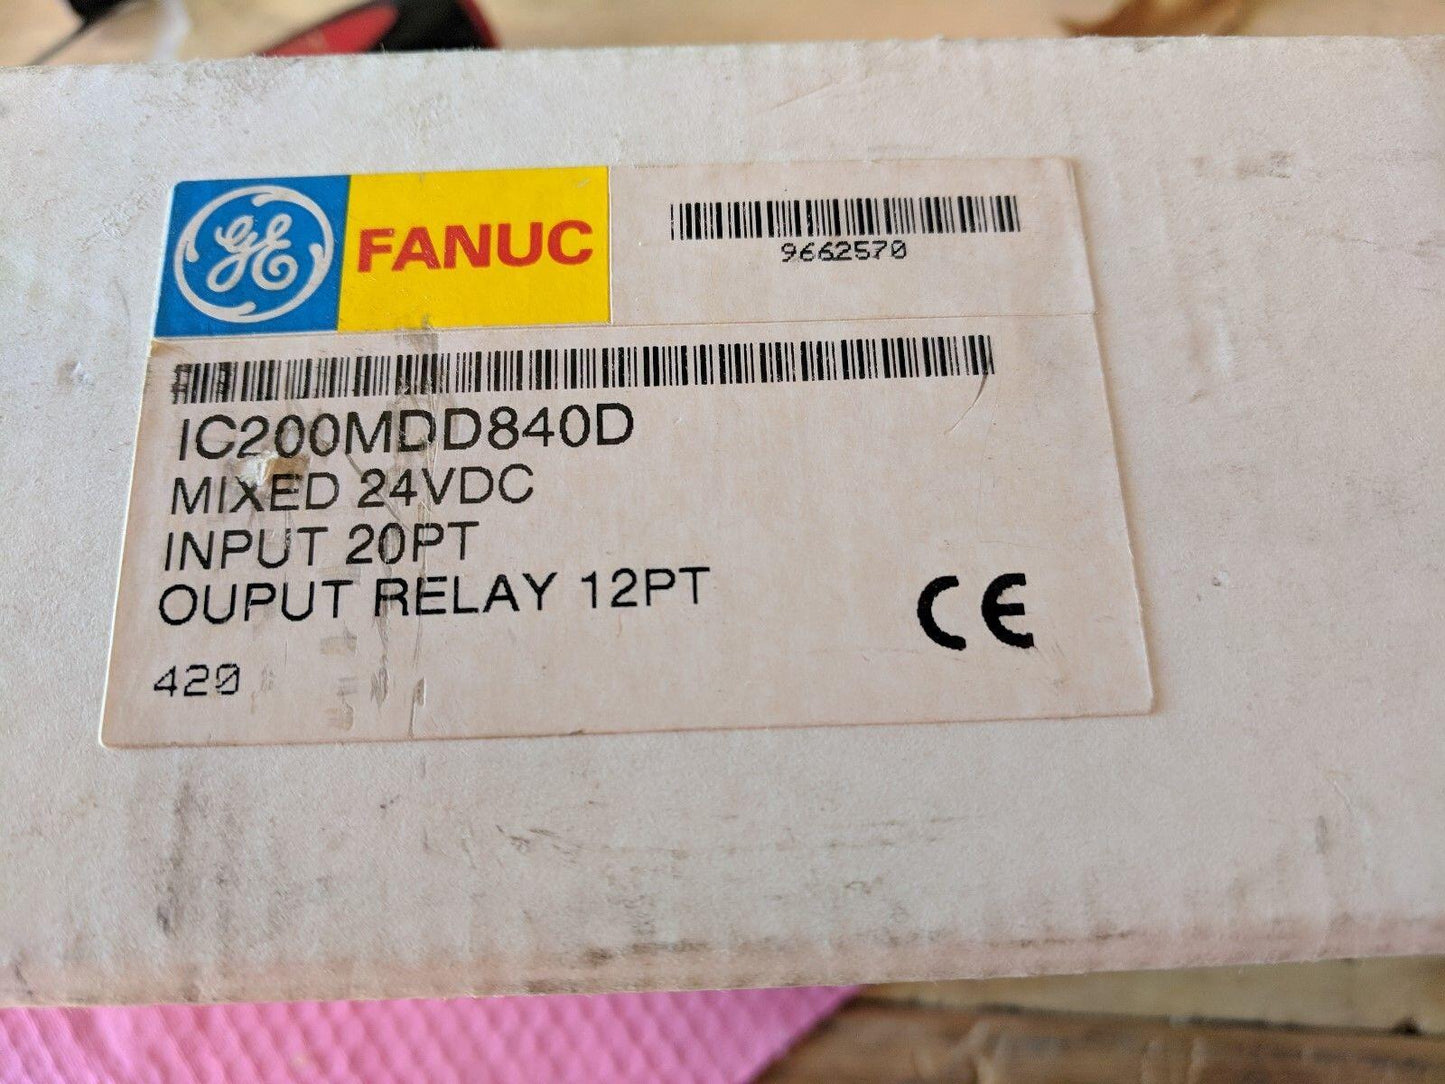 GE FANUC
9662570
IC200MDD840D
MIXED 24VDC
INPUT 20PT
OUPUT RELAY 12PT
CE
420